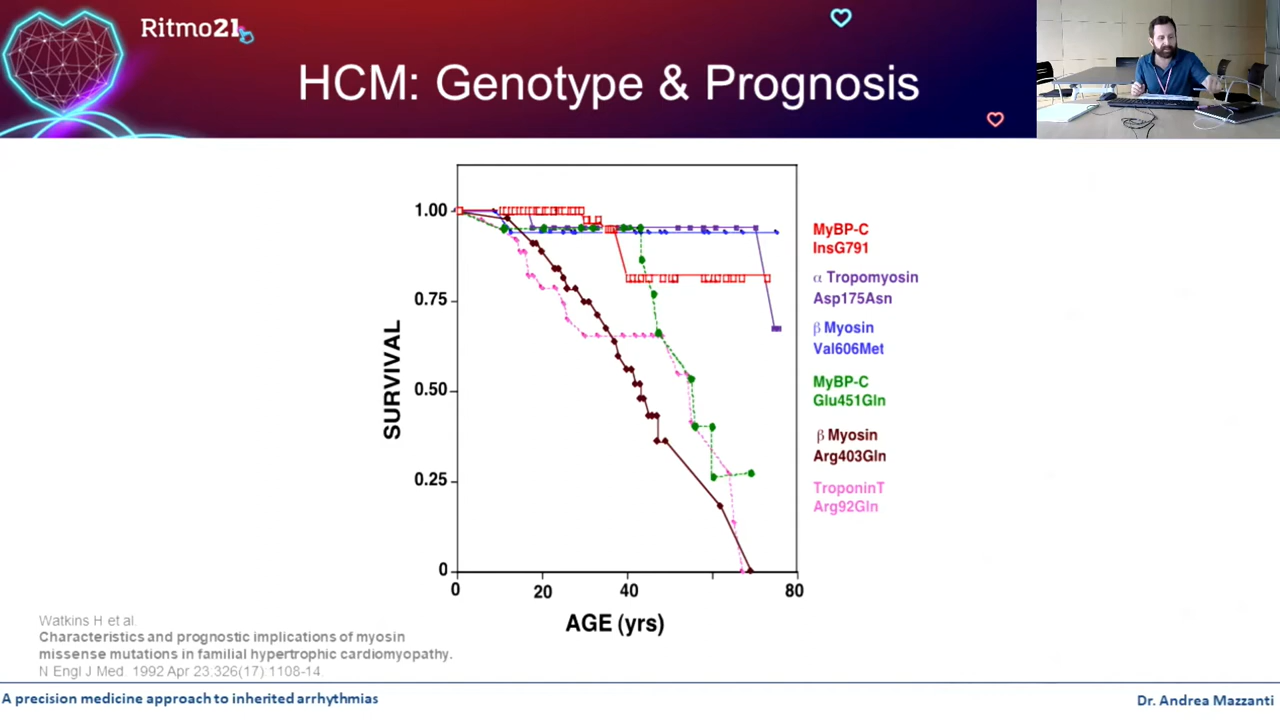 Ritmo21
HCM: Genotype & Prognosis
1.00
0.75
0.50
0.25
0
SURVIVAL
0
20
40
80
AGE (yrs)
MyBP-C
InsG791
α Tropomyosin
Asp175Asn
β Myosin
Val606Met
MyBP-C
Glu451Gln
β Myosin
Arg403Gln
TroponinT
Arg92Gln
Watkins H et al.
Characteristics and prognostic implications of myosin
missense mutations in familial hypertrophic cardiomyopathy.
N Engl J Med. 1992 Apr 23;326(17):1108-14.
A precision medicine approach to inherited arrhythmias
Dr. Andrea Mazzanti